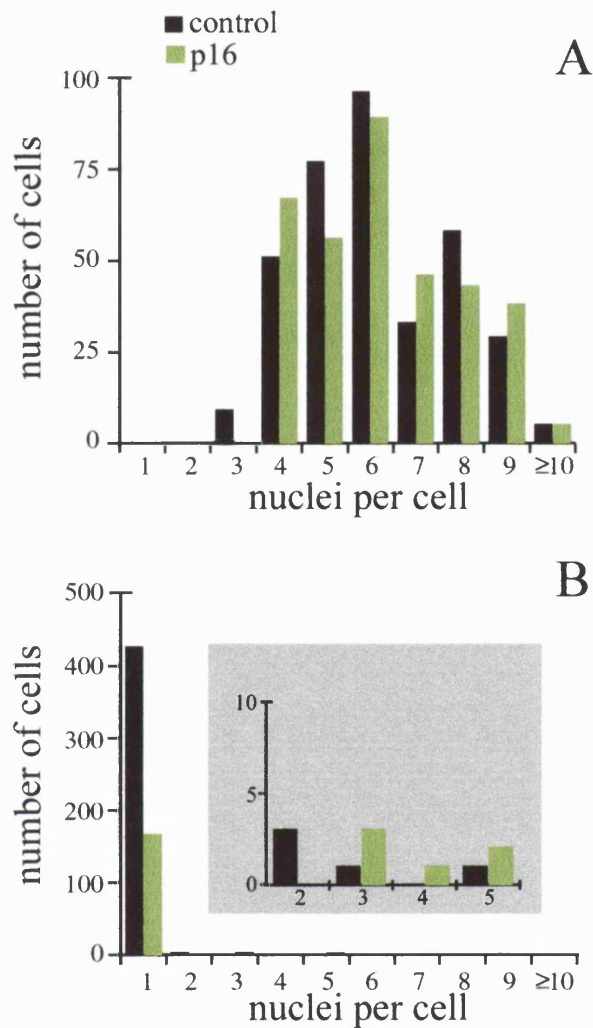 control
p16
A
100
75
50
25
0
number of cells
1 2 3 4 5 6 7 8 9 ≥10
nuclei per cell
B
500
400
300
200
100
0
number of cells
10
5
0
2 3 4 5
1 2 3 4 5 6 7 8 9 ≥10
nuclei per cell